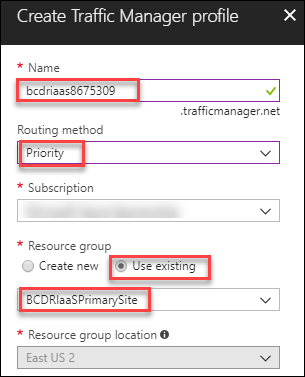 Create Traffic Manager profile
* Name
bcdriaas8675309
.trafficmanager.net
Routing method
Priority
* Subscription
* Resource group
Create new Use existing
BCDRIaaSPrimarySite
* Resource group location
East US 2